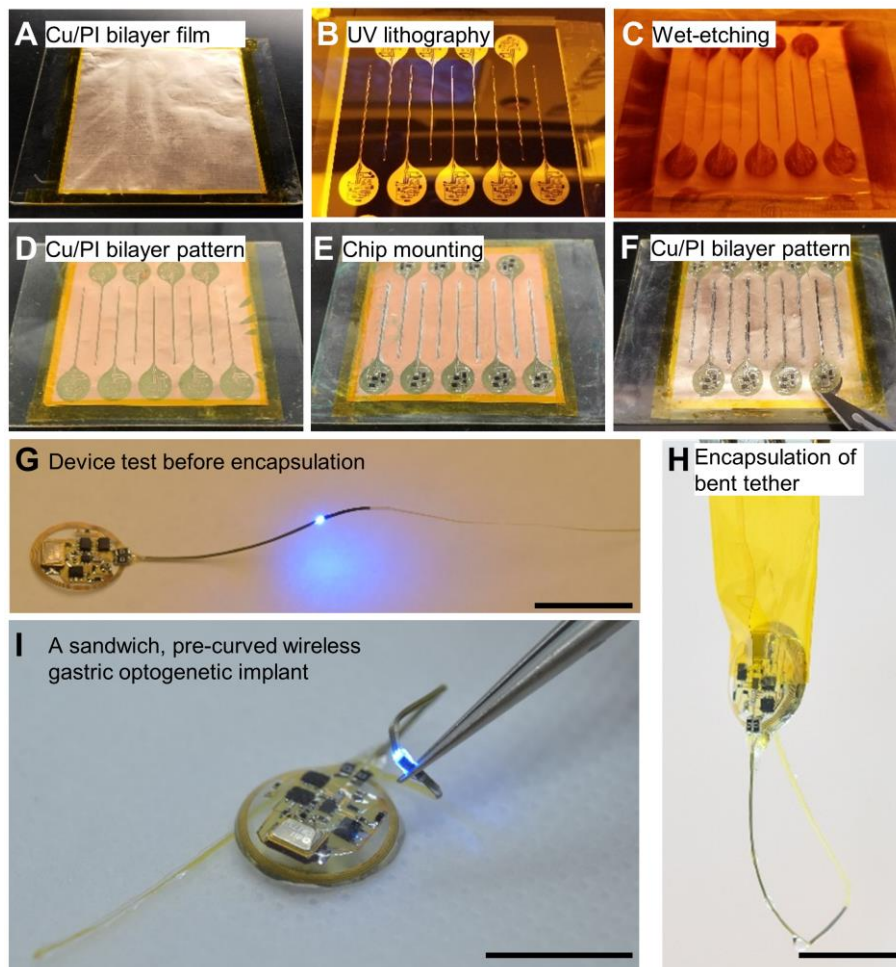 A Cu/PI bilayer film
B UV lithography
C Wet-etching
D Cu/PI bilayer pattern
E Chip mounting
F Cu/PI bilayer pattern
G Device test before encapsulation
H Encapsulation of
bent tether
I A sandwich, pre-curved wireless
gastric optogenetic implant